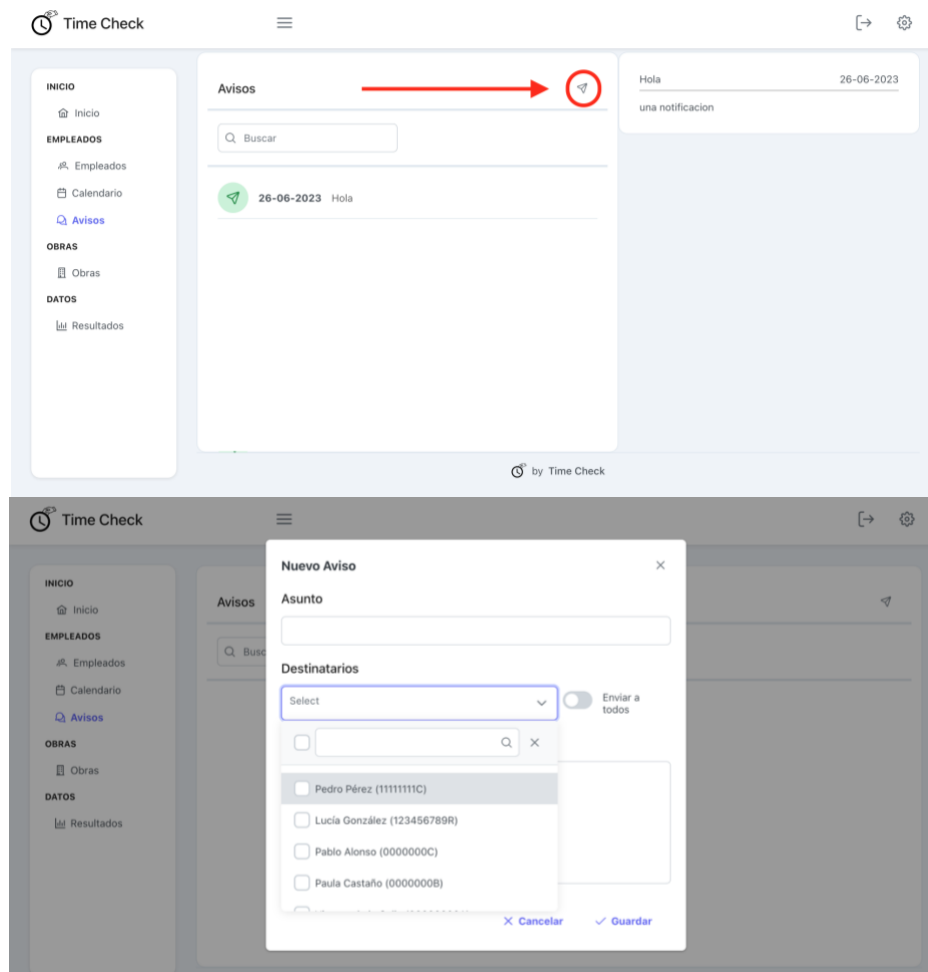 Time Check
INICIO
Inicio
EMPLEADOS
Empleados
Calendario
Avisos
OBRAS
Obras
DATOS
Resultados
Avisos
Buscar
26-06-2023 Hola
Hola 26-06-2023
una notificacion
by Time Check
Time Check
INICIO
Inicio
EMPLEADOS
Empleados
Calendario
Avisos
OBRAS
Obras
DATOS
Resultados
Avisos
Busc
Nuevo Aviso
Asunto
Destinatarios
Select
Enviar a
todos
Pedro Pérez (11111111C)
Lucía González (123456789R)
Pablo Alonso (0000000C)
Paula Castaño (0000000B)
Cancelar Guardar